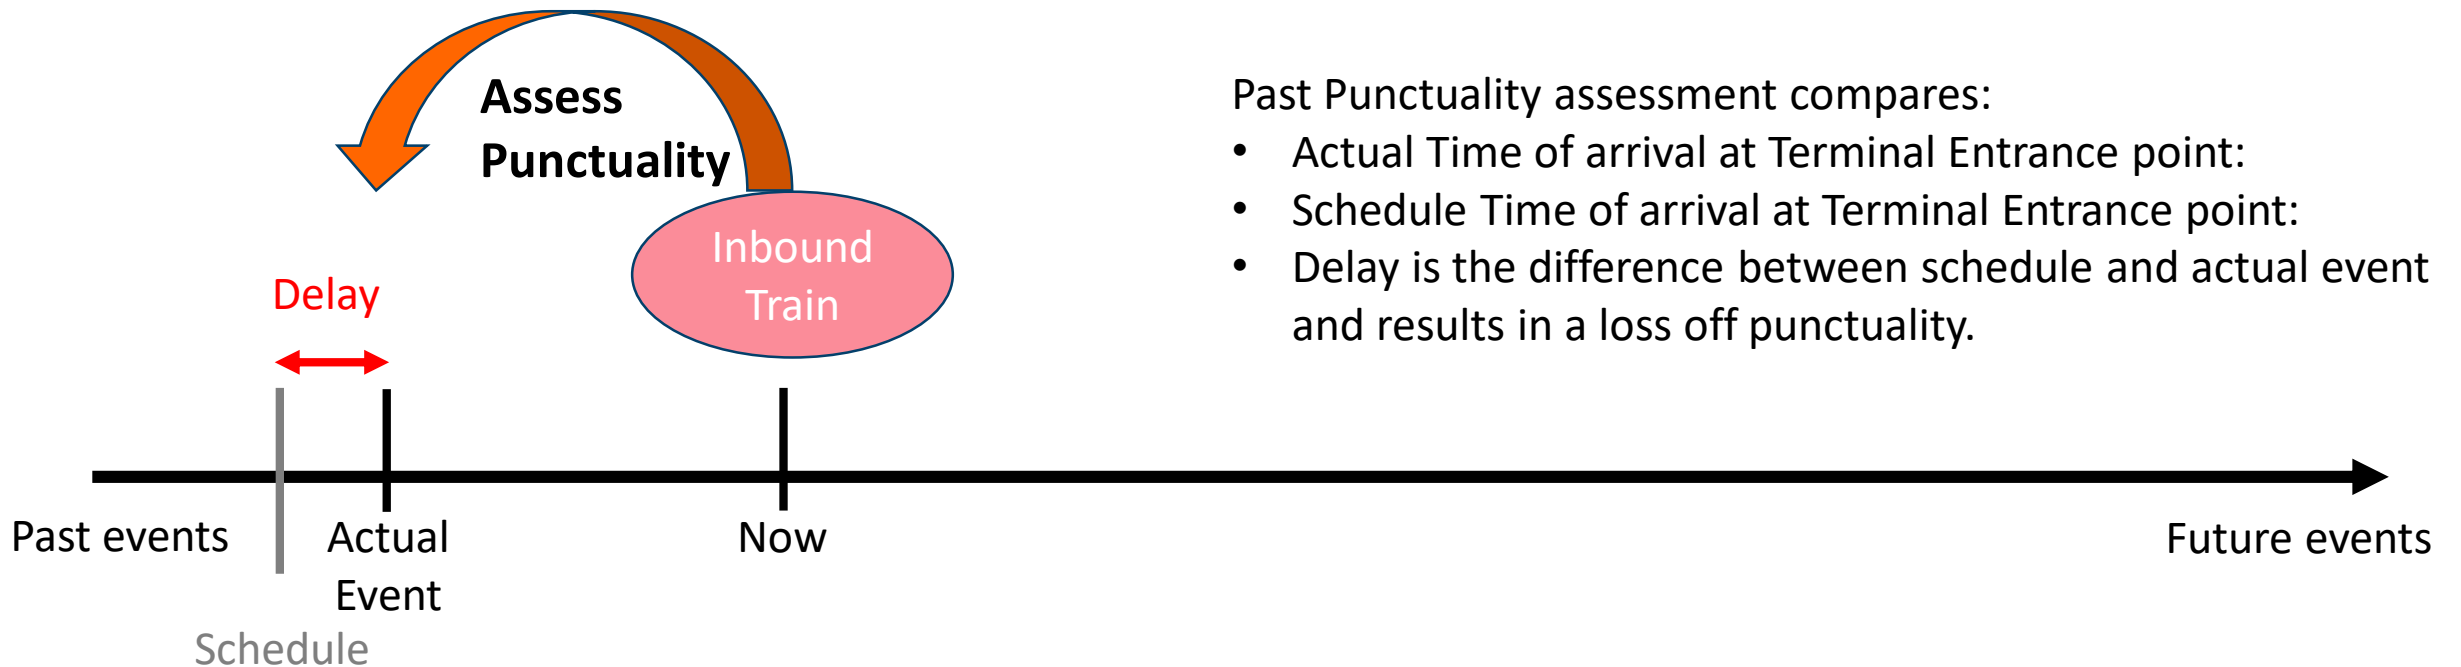 Assess
Punctuality
Inbound
Train
Delay
Past Punctuality assessment compares:
• Actual Time of arrival at Terminal Entrance point:
• Schedule Time of arrival at Terminal Entrance point:
• Delay is the difference between schedule and actual event
and results in a loss off punctuality.
Past events
Actual
Event
Schedule
Now
Future events